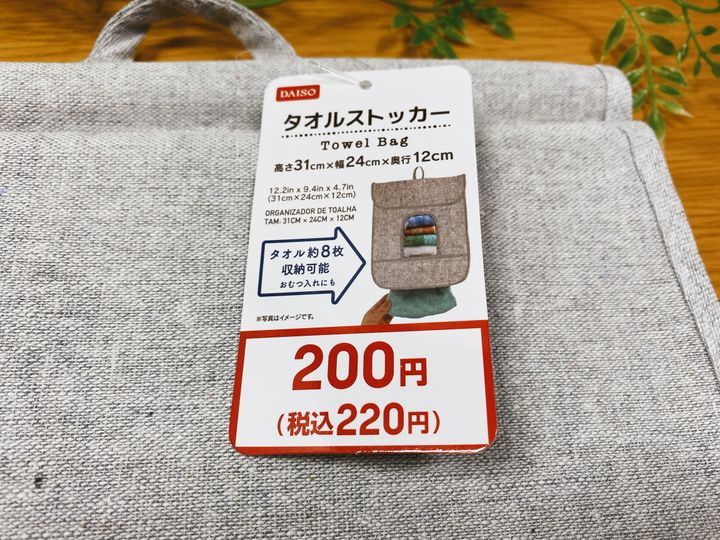 DAISO
タオルストッカー
Towel Bag
高さ31cm×幅24cm×奥行12cm
12.2in x 9.4in x 4.7in
(31cm×24cm×12cm)
ORGANIZADOR DE TOALHA
TAM: 31CM × 24CM × 12CM
タオル約8枚
収納可能
おむつ入れにも
※写真はイメージです。
200円
(税込220円)